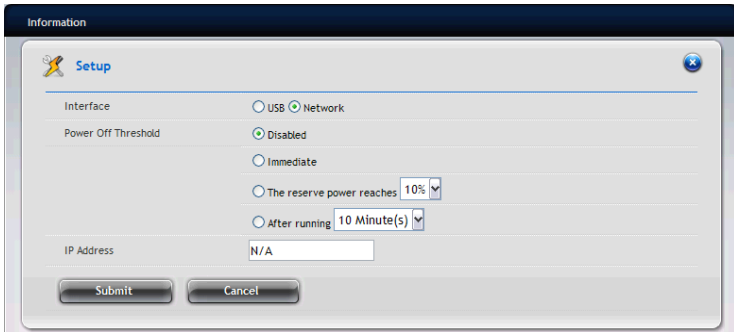 Information
Setup
Interface USB Network
Power Off Threshold Disabled
Immediate
The reserve power reaches 10%
After running 10 Minute(s)
IP Address N/A
Submit Cancel